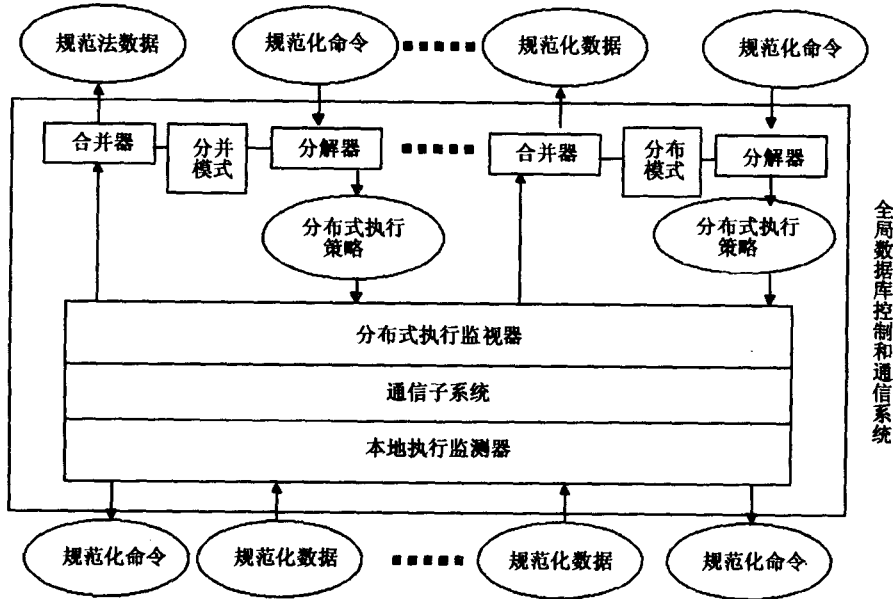 规范法数据
规范化命令
规范化数据
规范化命令
合并器
分并
模式
分解器
合并器
分布
模式
分解器
分布式执行
策略
分布式执行
策略
分布式执行监视器
通信子系统
本地执行监测器
规范化命令
规范化数据
规范化数据
规范化命令
全局数据库控制和通信系统